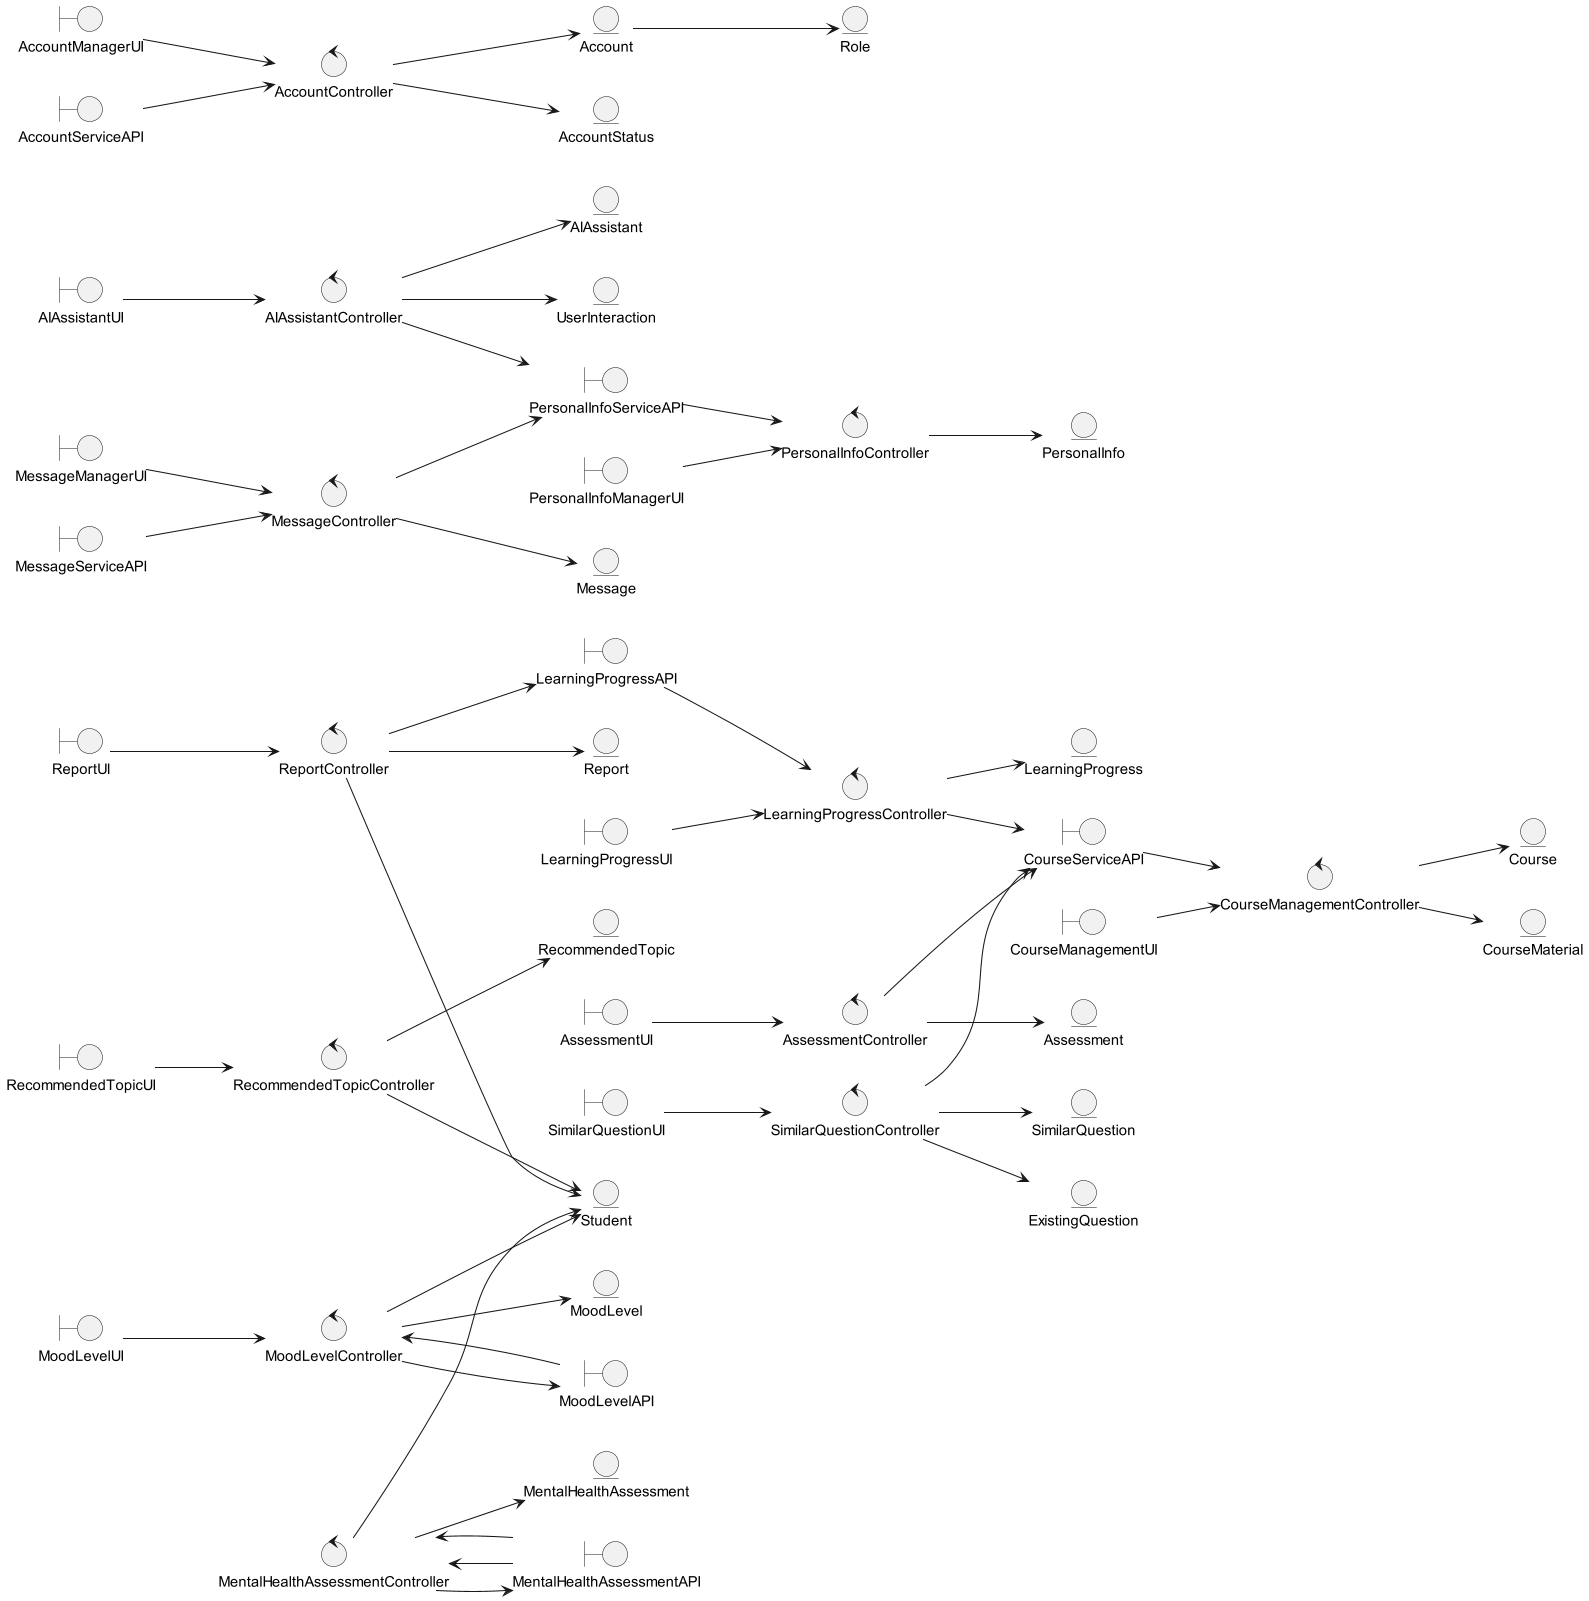 AccountManagerUI
Account
Role
AccountController
AccountServiceAPI
AccountStatus
AIAssistant
AIAssistantUI
AIAssistantController
UserInteraction
PersonalInfoServiceAPI
PersonalInfoController
PersonalInfo
MessageManagerUI
PersonalInfoManagerUI
MessageController
MessageServiceAPI
Message
LearningProgressAPI
ReportUI
ReportController
Report
LearningProgress
LearningProgressController
LearningProgressUI
CourseServiceAPI
Course
CourseManagementController
RecommendedTopic
CourseManagementUI
CourseMaterial
AssessmentUI
AssessmentController
Assessment
RecommendedTopicUI
RecommendedTopicController
SimilarQuestionUI
SimilarQuestionController
SimilarQuestion
Student
ExistingQuestion
MoodLevel
MoodLevelUI
MoodLevelController
MoodLevelAPI
MentalHealthAssessment
MentalHealthAssessmentController
MentalHealthAssessmentAPI